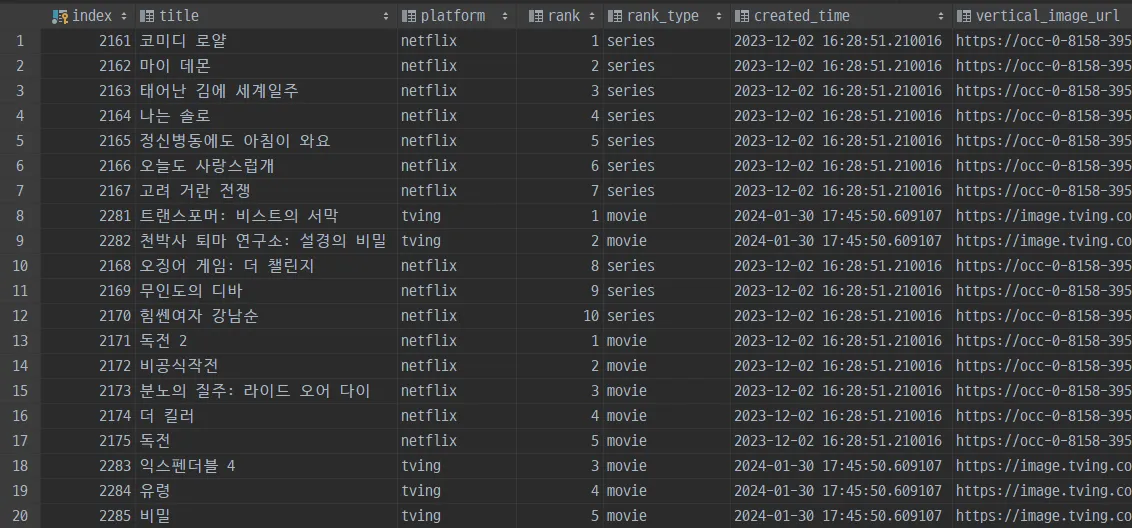 index title platform rank rank_type created_time vertical_image_url
1 2161 코미디 로얄 netflix 1 series 2023-12-02 16:28:51.210016 https://occ-0-8158-395
2 2162 마이 데몬 netflix 2 series 2023-12-02 16:28:51.210016 https://occ-0-8158-395
3 2163 태어난 김에 세계일주 netflix 3 series 2023-12-02 16:28:51.210016 https://occ-0-8158-395
4 2164 나는 솔로 netflix 4 series 2023-12-02 16:28:51.210016 https://occ-0-8158-395
5 2165 정신병동에도 아침이 와요 netflix 5 series 2023-12-02 16:28:51.210016 https://occ-0-8158-395
6 2166 오늘도 사랑스럽개 netflix 6 series 2023-12-02 16:28:51.210016 https://occ-0-8158-395
7 2167 고려 거란 전쟁 netflix 7 series 2023-12-02 16:28:51.210016 https://occ-0-8158-395
8 2281 트랜스포머: 비스트의 서막 tving 1 movie 2024-01-30 17:45:50.609107 https://image.tving.co
9 2282 천박사 퇴마 연구소: 설경의 비밀 tving 2 movie 2024-01-30 17:45:50.609107 https://image.tving.co
10 2168 오징어 게임: 더 챌린지 netflix 8 series 2023-12-02 16:28:51.210016 https://occ-0-8158-395
11 2169 무인도의 디바 netflix 9 series 2023-12-02 16:28:51.210016 https://occ-0-8158-395
12 2170 힘쎈여자 강남순 netflix 10 series 2023-12-02 16:28:51.210016 https://occ-0-8158-395
13 2171 독전 2 netflix 1 movie 2023-12-02 16:28:51.210016 https://occ-0-8158-395
14 2172 비공식작전 netflix 2 movie 2023-12-02 16:28:51.210016 https://occ-0-8158-395
15 2173 분노의 질주: 라이드 오어 다이 netflix 3 movie 2023-12-02 16:28:51.210016 https://occ-0-8158-395
16 2174 더 킬러 netflix 4 movie 2023-12-02 16:28:51.210016 https://occ-0-8158-395
17 2175 독전 netflix 5 movie 2023-12-02 16:28:51.210016 https://occ-0-8158-395
18 2283 익스펜더블 4 tving 3 movie 2024-01-30 17:45:50.609107 https://image.tving.co
19 2284 유령 tving 4 movie 2024-01-30 17:45:50.609107 https://image.tving.co
20 2285 비밀 tving 5 movie 2024-01-30 17:45:50.609107 https://image.tving.co